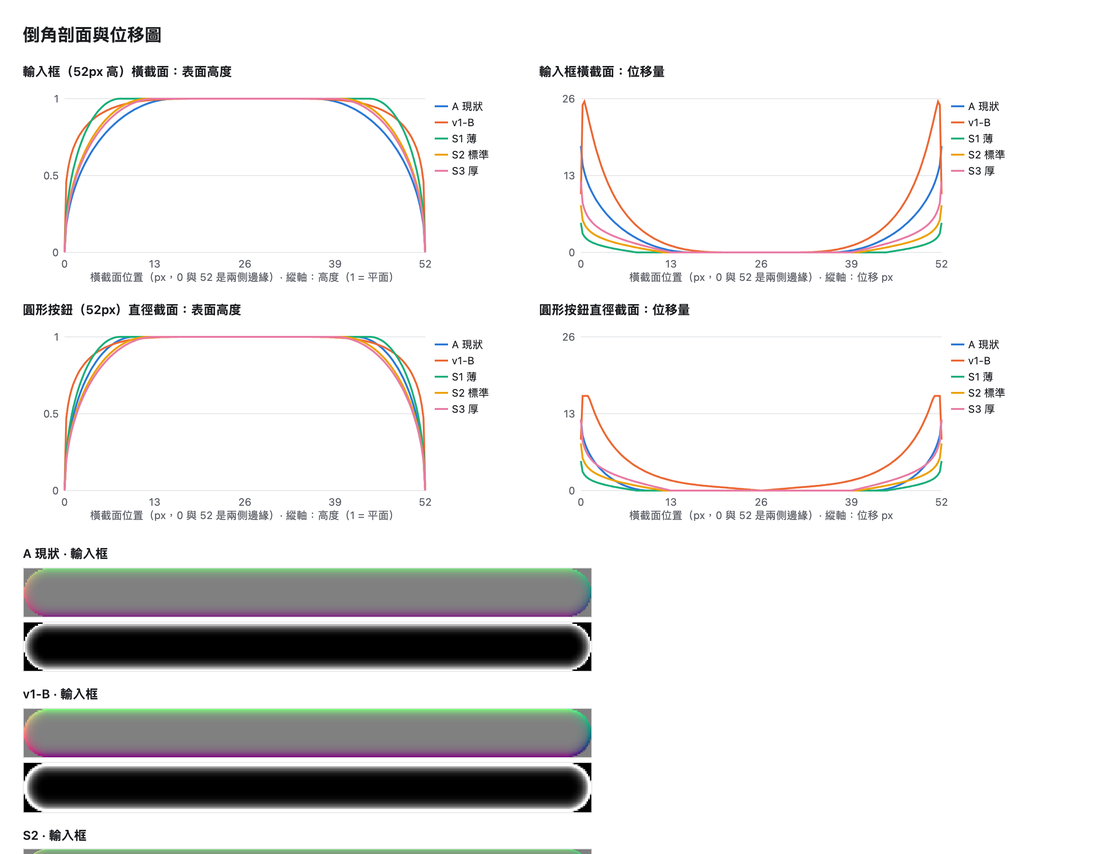 倒角剖面與位移圖
輸入框（52px 高）橫截面：表面高度
1
0.5
0
0 13 26 39 52
橫截面位置（px，0 與 52 是兩側邊緣）· 縱軸：高度（1 = 平面）
A 現狀
v1-B
S1 薄
S2 標準
S3 厚
輸入框橫截面：位移量
26
13
0
0 13 26 39 52
橫截面位置（px，0 與 52 是兩側邊緣）· 縱軸：位移 px
A 現狀
v1-B
S1 薄
S2 標準
S3 厚
圓形按鈕（52px）直徑截面：表面高度
1
0.5
0
0 13 26 39 52
橫截面位置（px，0 與 52 是兩側邊緣）· 縱軸：高度（1 = 平面）
A 現狀
v1-B
S1 薄
S2 標準
S3 厚
圓形按鈕直徑截面：位移量
26
13
0
0 13 26 39 52
橫截面位置（px，0 與 52 是兩側邊緣）· 縱軸：位移 px
A 現狀
v1-B
S1 薄
S2 標準
S3 厚
A 現狀 · 輸入框
v1-B · 輸入框
S2 · 輸入框